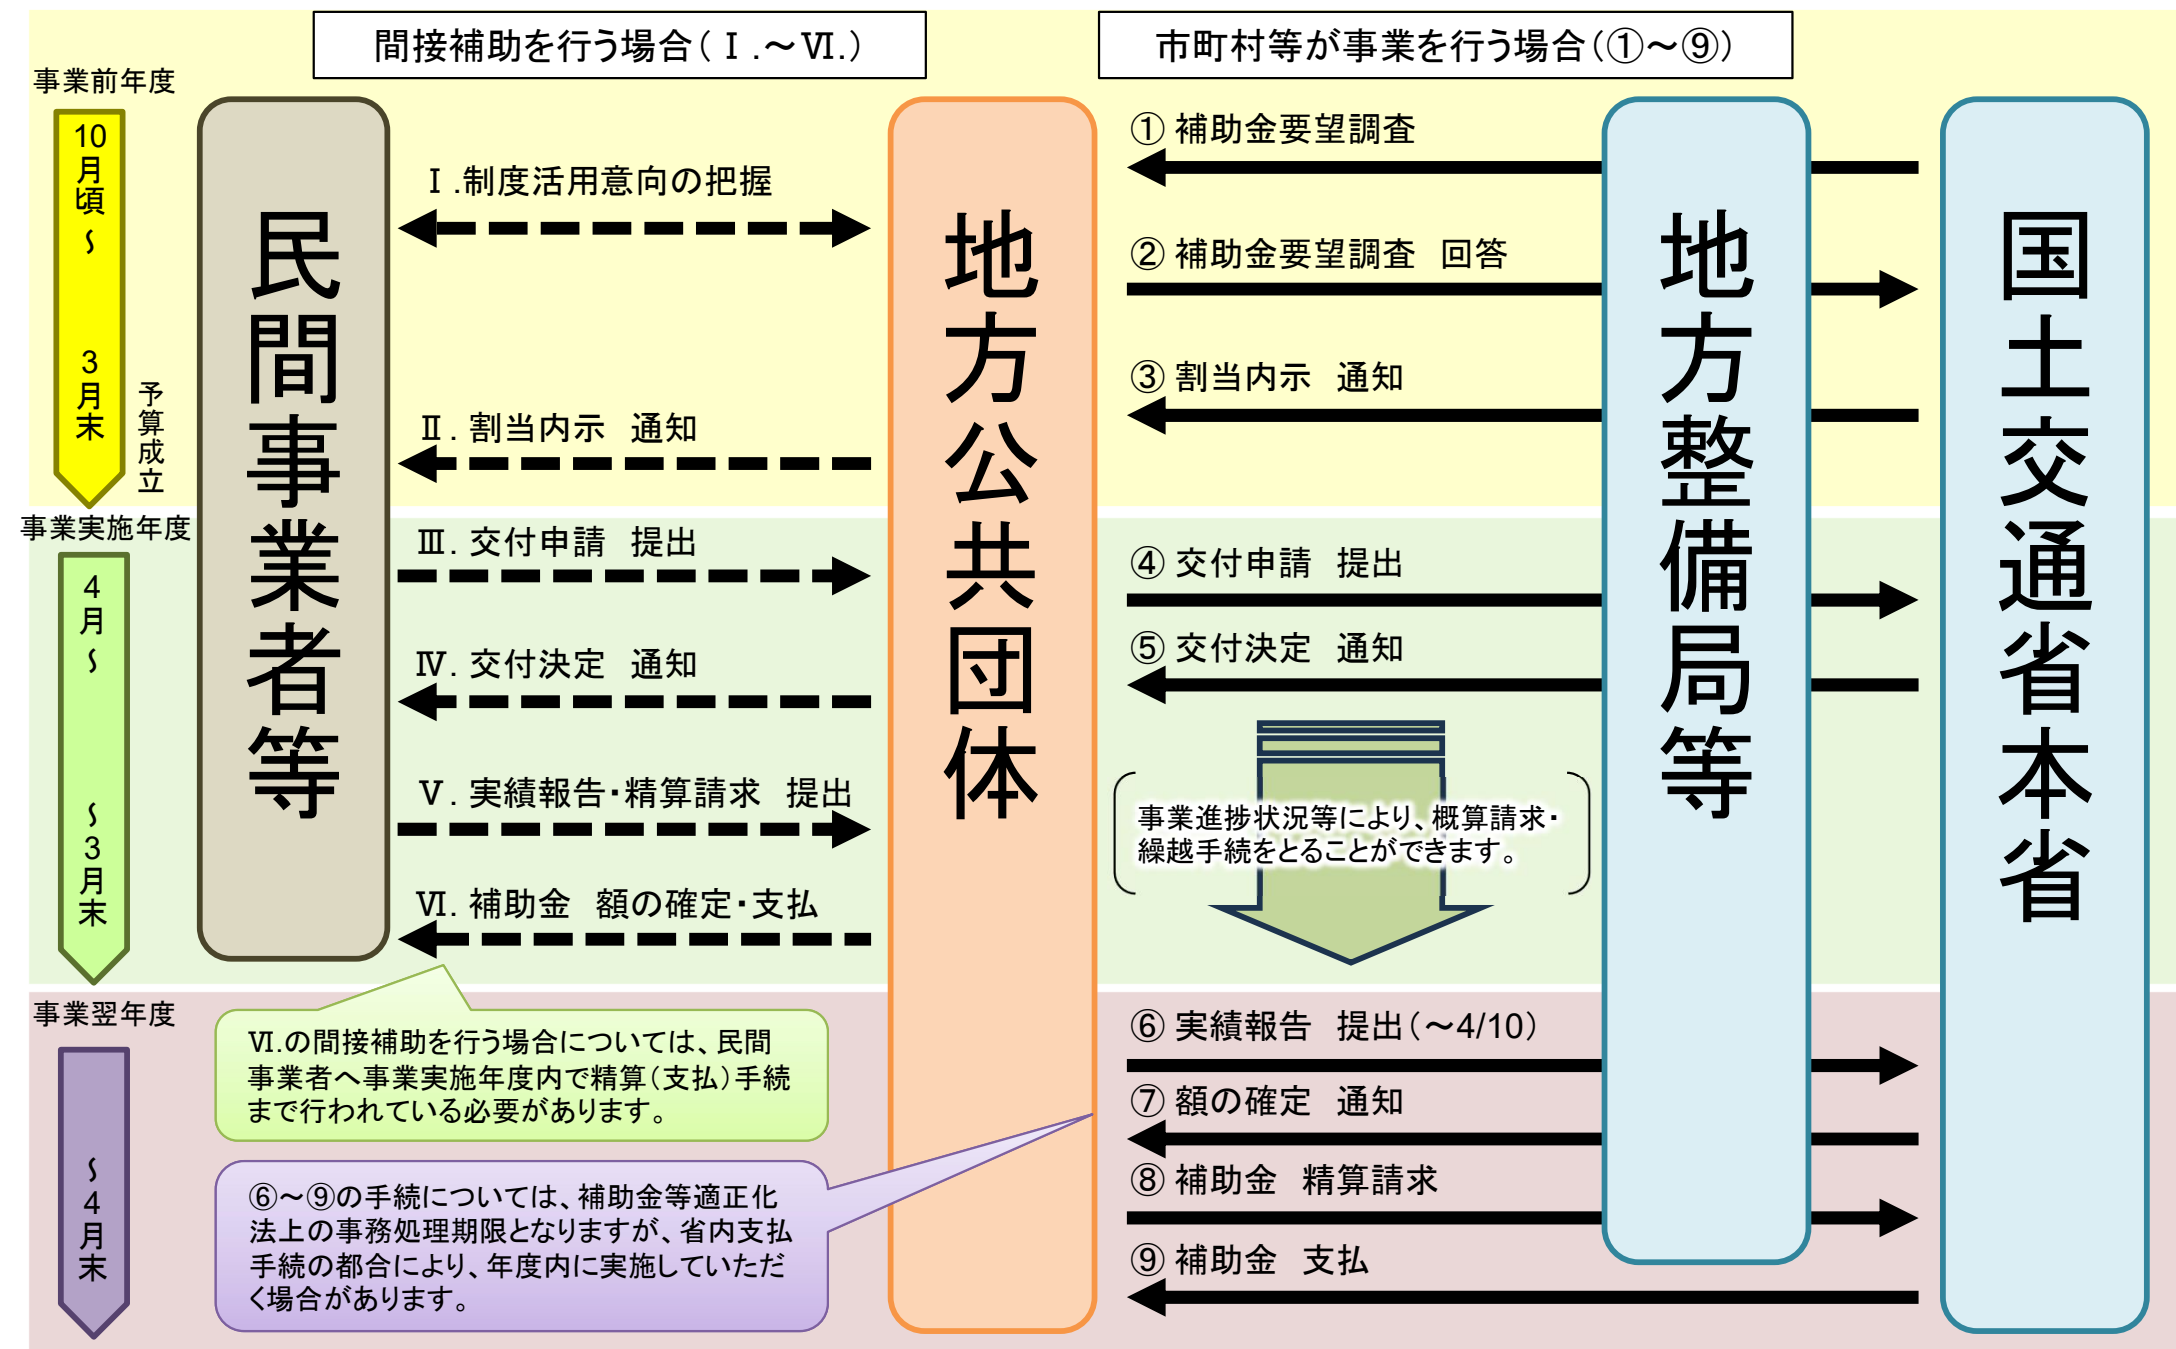 間接補助を行う場合（Ⅰ.～Ⅵ.）
市町村等が事業を行う場合（①～⑨）
事業前年度
10月頃～
3月末
予算成立
民間事業者等
地方公共団体
地方整備局等
国土交通省本省
Ⅰ.制度活用意向の把握
Ⅱ.割当内示　通知
① 補助金要望調査
② 補助金要望調査　回答
③ 割当内示　通知
事業実施年度
4月～
～3月末
Ⅲ.交付申請　提出
Ⅳ.交付決定　通知
Ⅴ.実績報告・精算請求　提出
Ⅵ.補助金　額の確定・支払
④ 交付申請　提出
⑤ 交付決定　通知
事業進捗状況等により、概算請求・
繰越手続をとることができます。
事業翌年度
～4月末
Ⅵ.の間接補助を行う場合については、民間
事業者へ事業実施年度内で精算（支払）手続
まで行われている必要があります。
⑥～⑨の手続については、補助金等適正化
法上の事務処理期限となりますが、省内支払
手続の都合により、年度内に実施していただ
く場合があります。
⑥ 実績報告　提出（～4/10）
⑦ 額の確定　通知
⑧ 補助金　精算請求
⑨ 補助金　支払